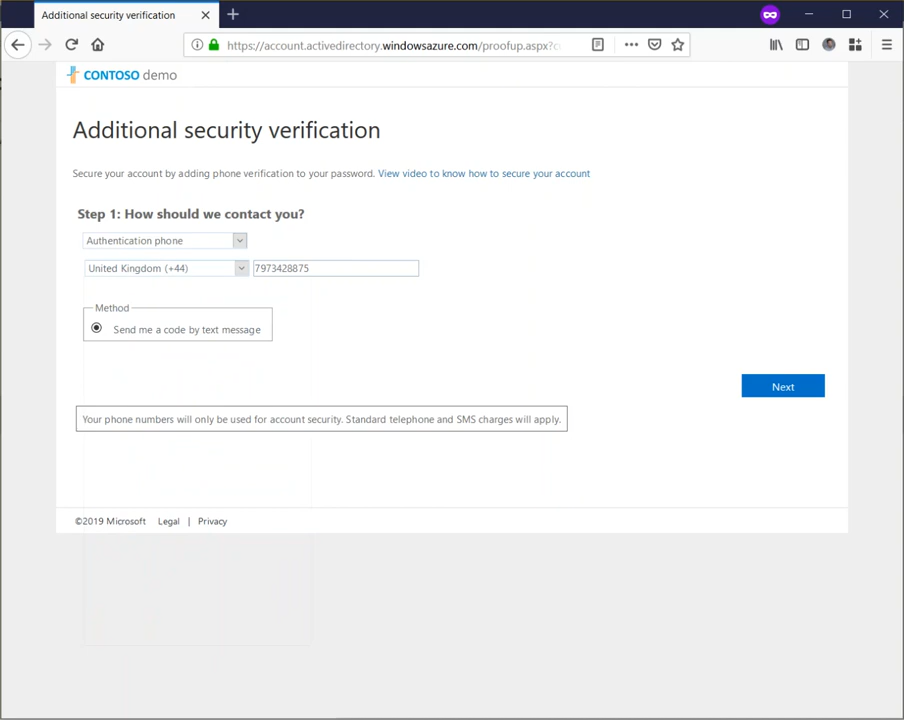 Additional security verification
https://account.activedirectory.windowsazure.com/proofup.aspx?c
CONTOSO demo
Additional security verification
Secure your account by adding phone verification to your password. View video to know how to secure your account
Step 1: How should we contact you?
Authentication phone
United Kingdom (+44) 7973428875
Method
Send me a code by text message
Next
Your phone numbers will only be used for account security. Standard telephone and SMS charges will apply.
©2019 Microsoft Legal | Privacy